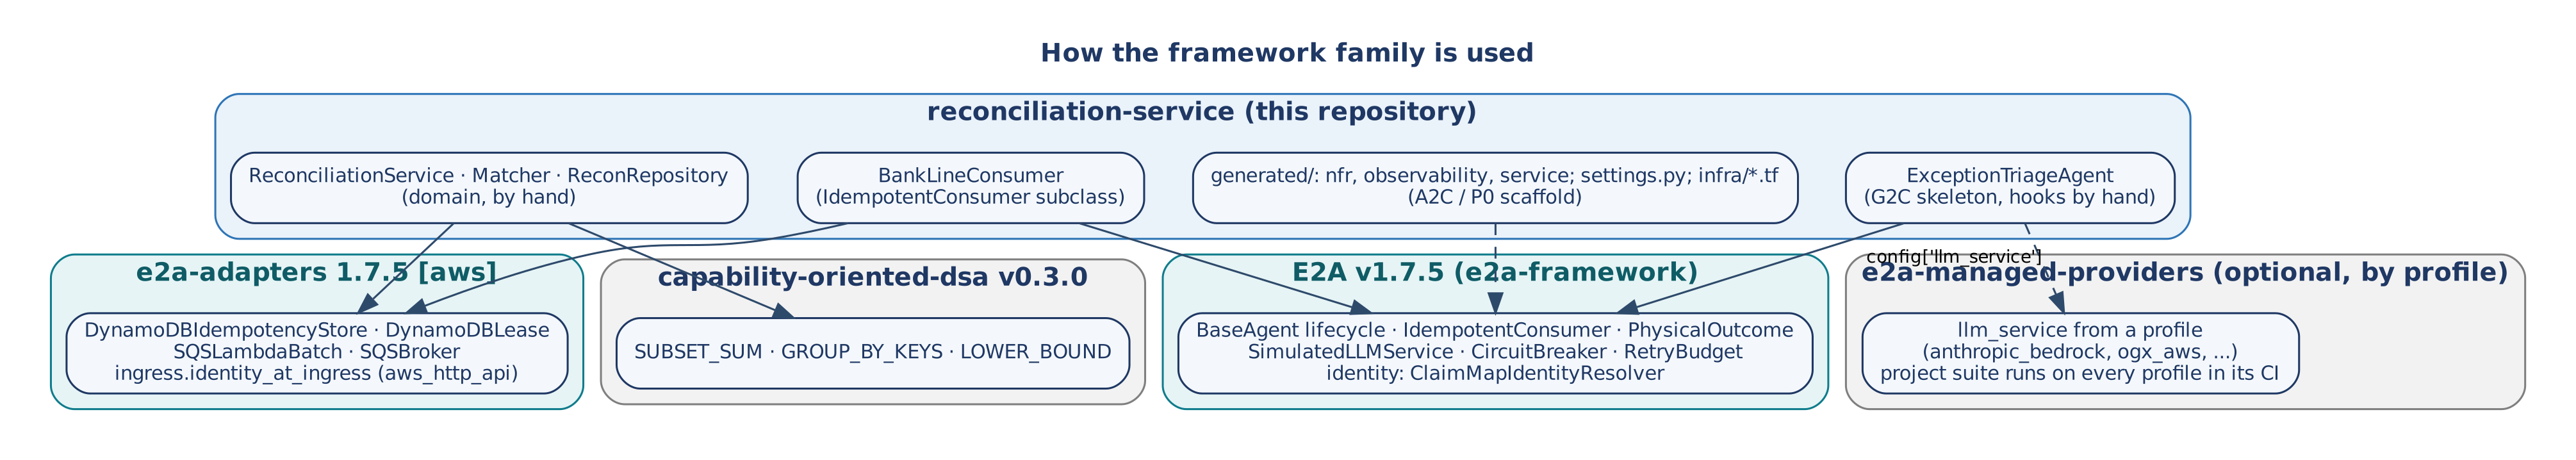 How the framework family is used
reconciliation-service (this repository)
ReconciliationService · Matcher · ReconRepository
(domain, by hand)
BankLineConsumer
(IdempotentConsumer subclass)
generated/: nfr, observability, service; settings.py; infra/*.tf
(A2C / P0 scaffold)
ExceptionTriageAgent
(G2C skeleton, hooks by hand)
config['llm_service']
e2a-adapters 1.7.5 [aws]
DynamoDBIdempotencyStore · DynamoDBLease
SQSLambdaBatch · SQSBroker
ingress.identity_at_ingress (aws_http_api)
capability-oriented-dsa v0.3.0
SUBSET_SUM · GROUP_BY_KEYS · LOWER_BOUND
E2A v1.7.5 (e2a-framework)
BaseAgent lifecycle · IdempotentConsumer · PhysicalOutcome
SimulatedLLMService · CircuitBreaker · RetryBudget
identity: ClaimMapIdentityResolver
e2a-managed-providers (optional, by profile)
llm_service from a profile
(anthropic_bedrock, ogx_aws, ...)
project suite runs on every profile in its CI